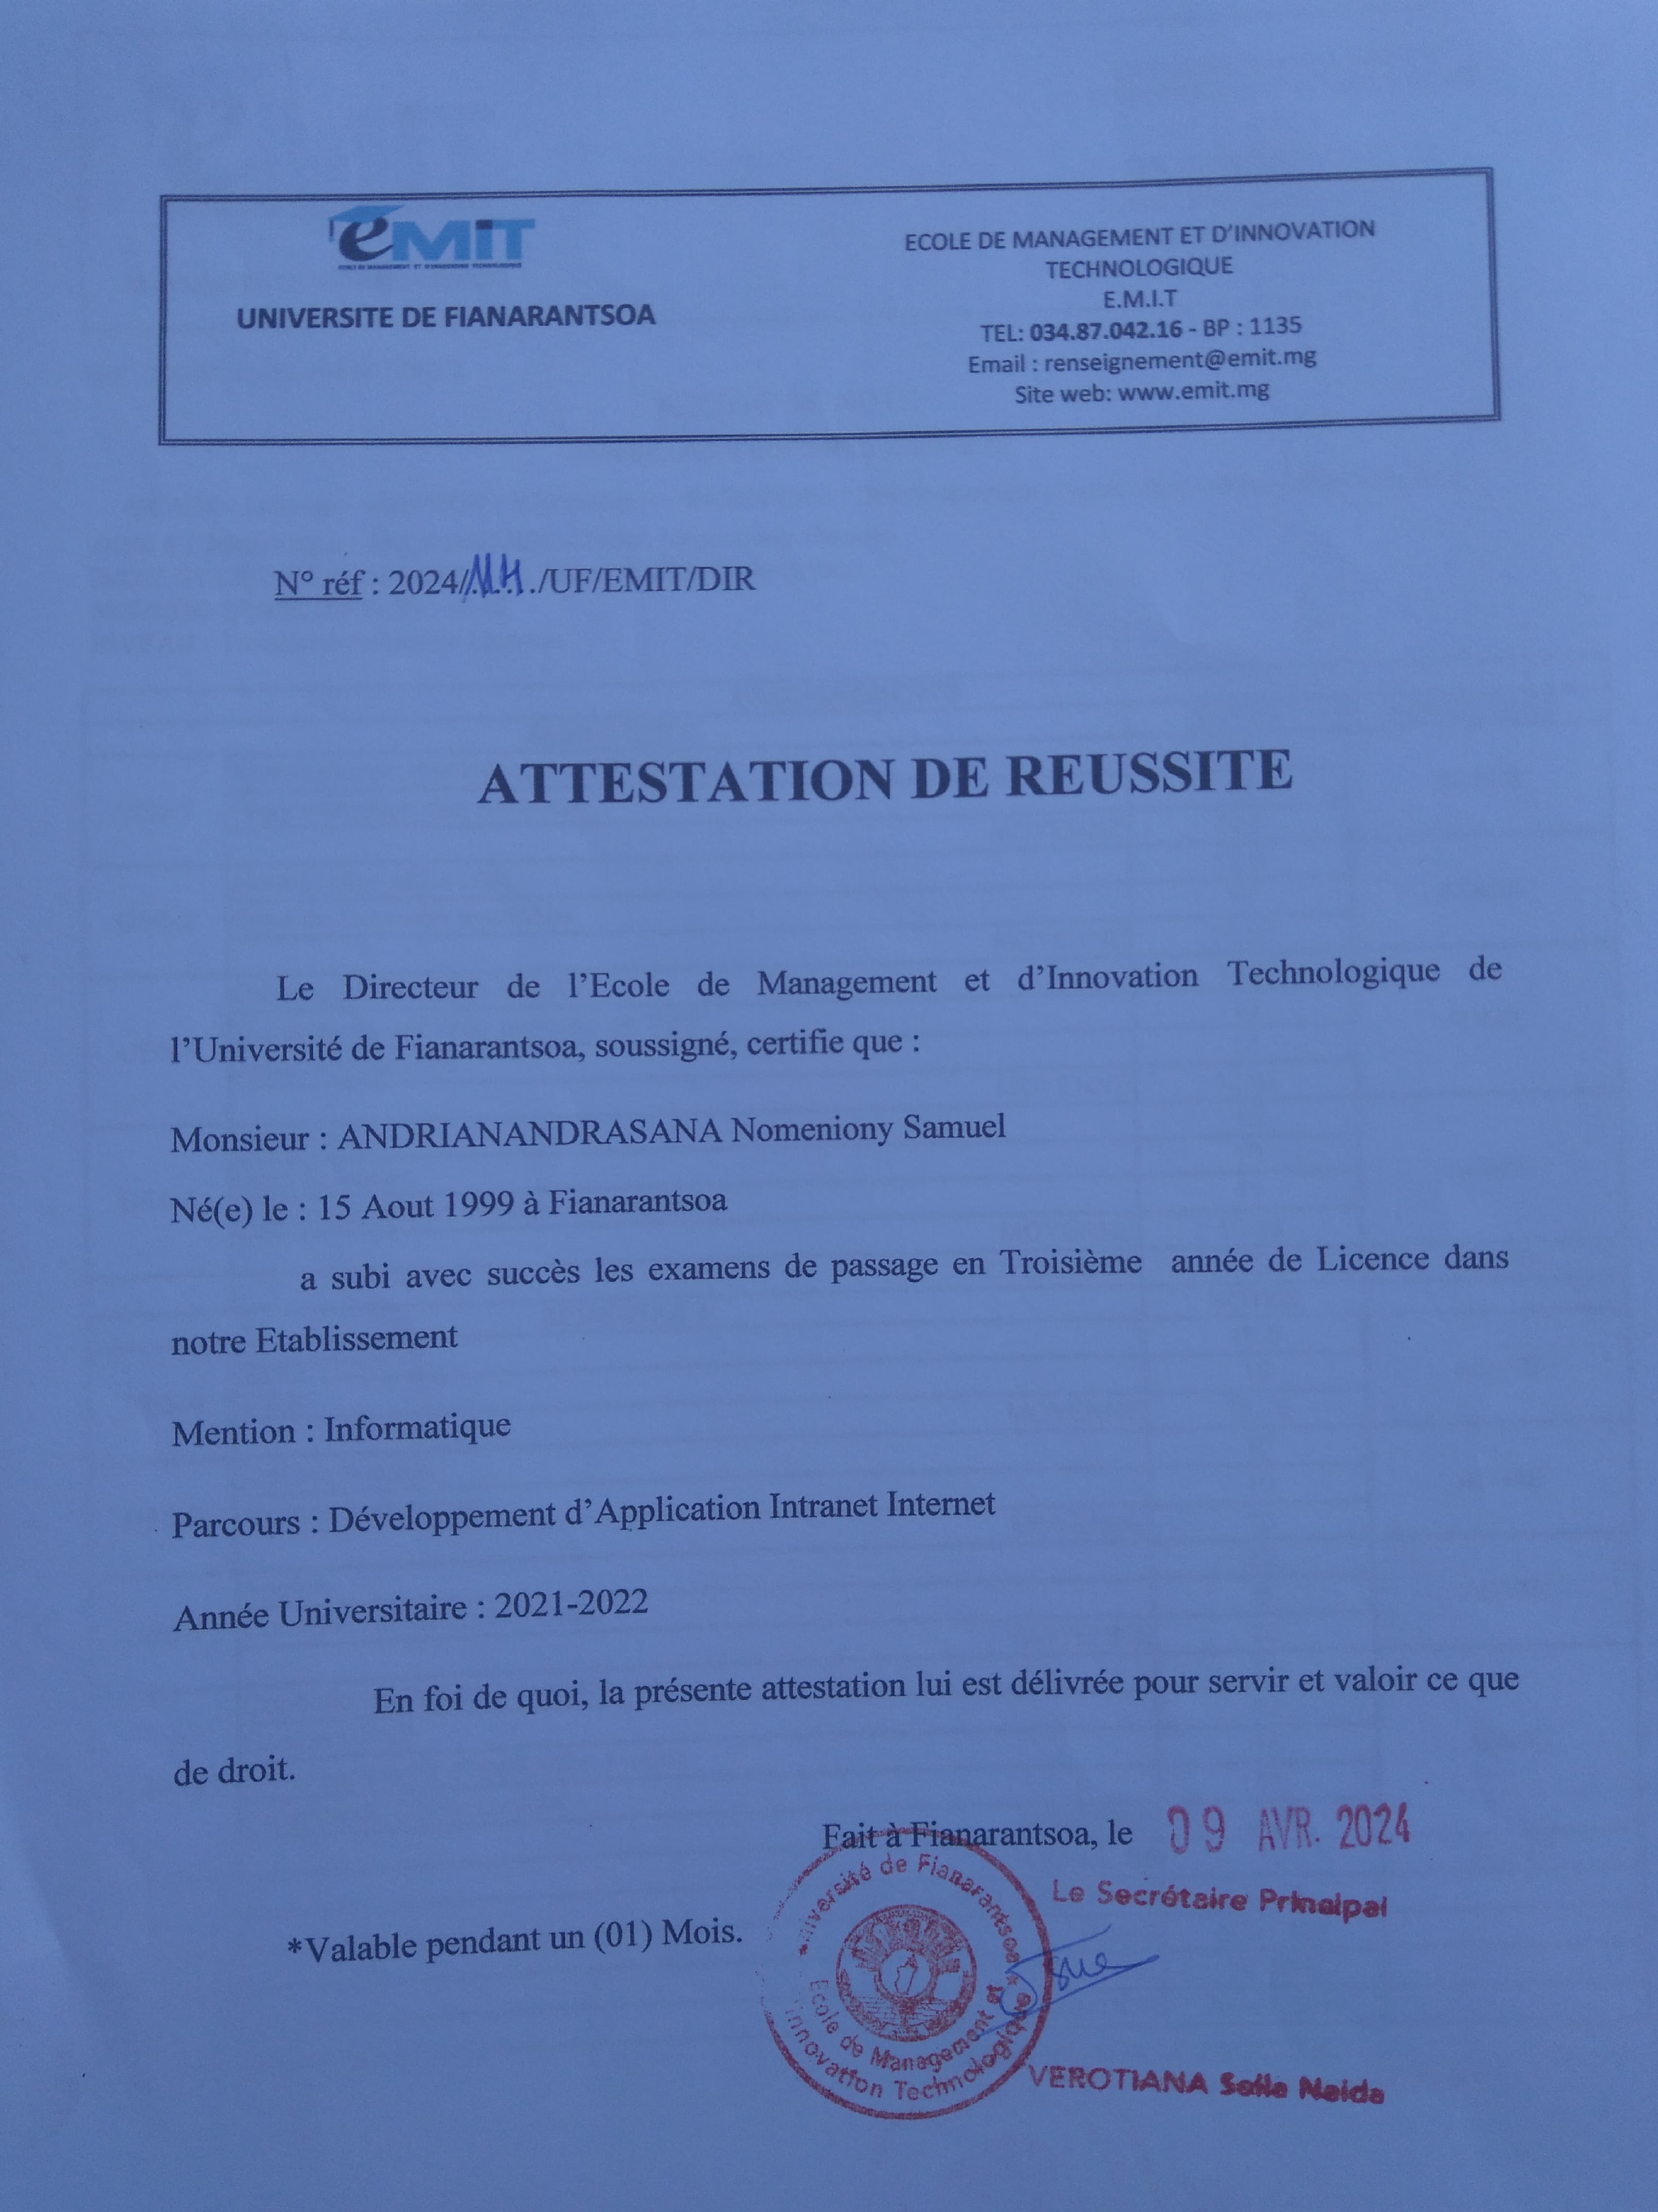 eMiT
ECOLE DE MANAGEMENT ET D'INNOVATION TECHNOLOGIQUE
UNIVERSITE DE FIANARANTSOA
ECOLE DE MANAGEMENT ET D'INNOVATION
TECHNOLOGIQUE
E.M.I.T
TEL: 034.87.042.16 - BP : 1135
Email : renseignement@emit.mg
Site web: www.emit.mg
N° réf : 2024/ ./UF/EMIT/DIR
ATTESTATION DE REUSSITE
Le Directeur de l'Ecole de Management et d'Innovation Technologique de
l'Université de Fianarantsoa, soussigné, certifie que :
Monsieur : ANDRIANANDRASANA Nomeniony Samuel
Né(e) le : 15 Aout 1999 à Fianarantsoa
a subi avec succès les examens de passage en Troisième année de Licence dans
notre Etablissement
Mention : Informatique
Parcours : Développement d'Application Intranet Internet
Année Universitaire : 2021-2022
En foi de quoi, la présente attestation lui est délivrée pour servir et valoir ce que
de droit.
Fait à Fianarantsoa, le 09 AVR. 2024
Le Secrétaire Principal
*Valable pendant un (01) Mois.
Université de Fianarantsoa
Ecole de Management et
Innovation Technologique
VEROTIANA Naida